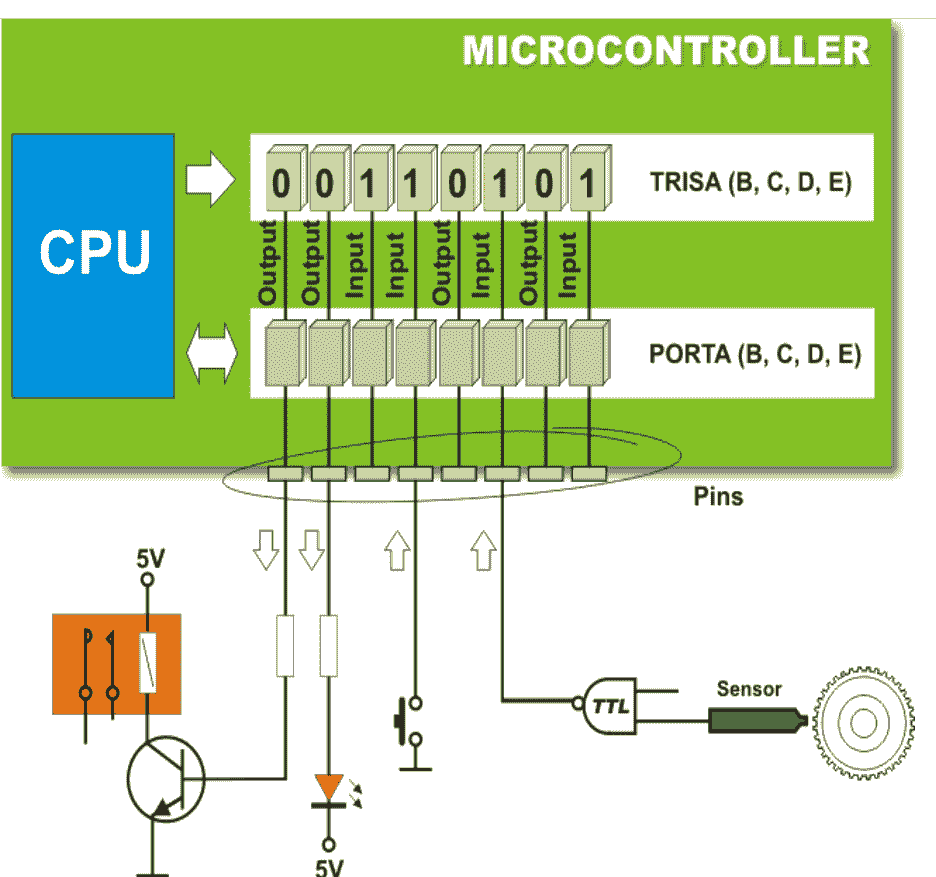 MICROCONTROLLER
CPU
0 0 1 1 0 1 0 1
TRISA (B, C, D, E)
Output
Output
Input
Input
Output
Input
Output
Input
PORTA (B, C, D, E)
Pins
5V
Sensor
TTL
5V